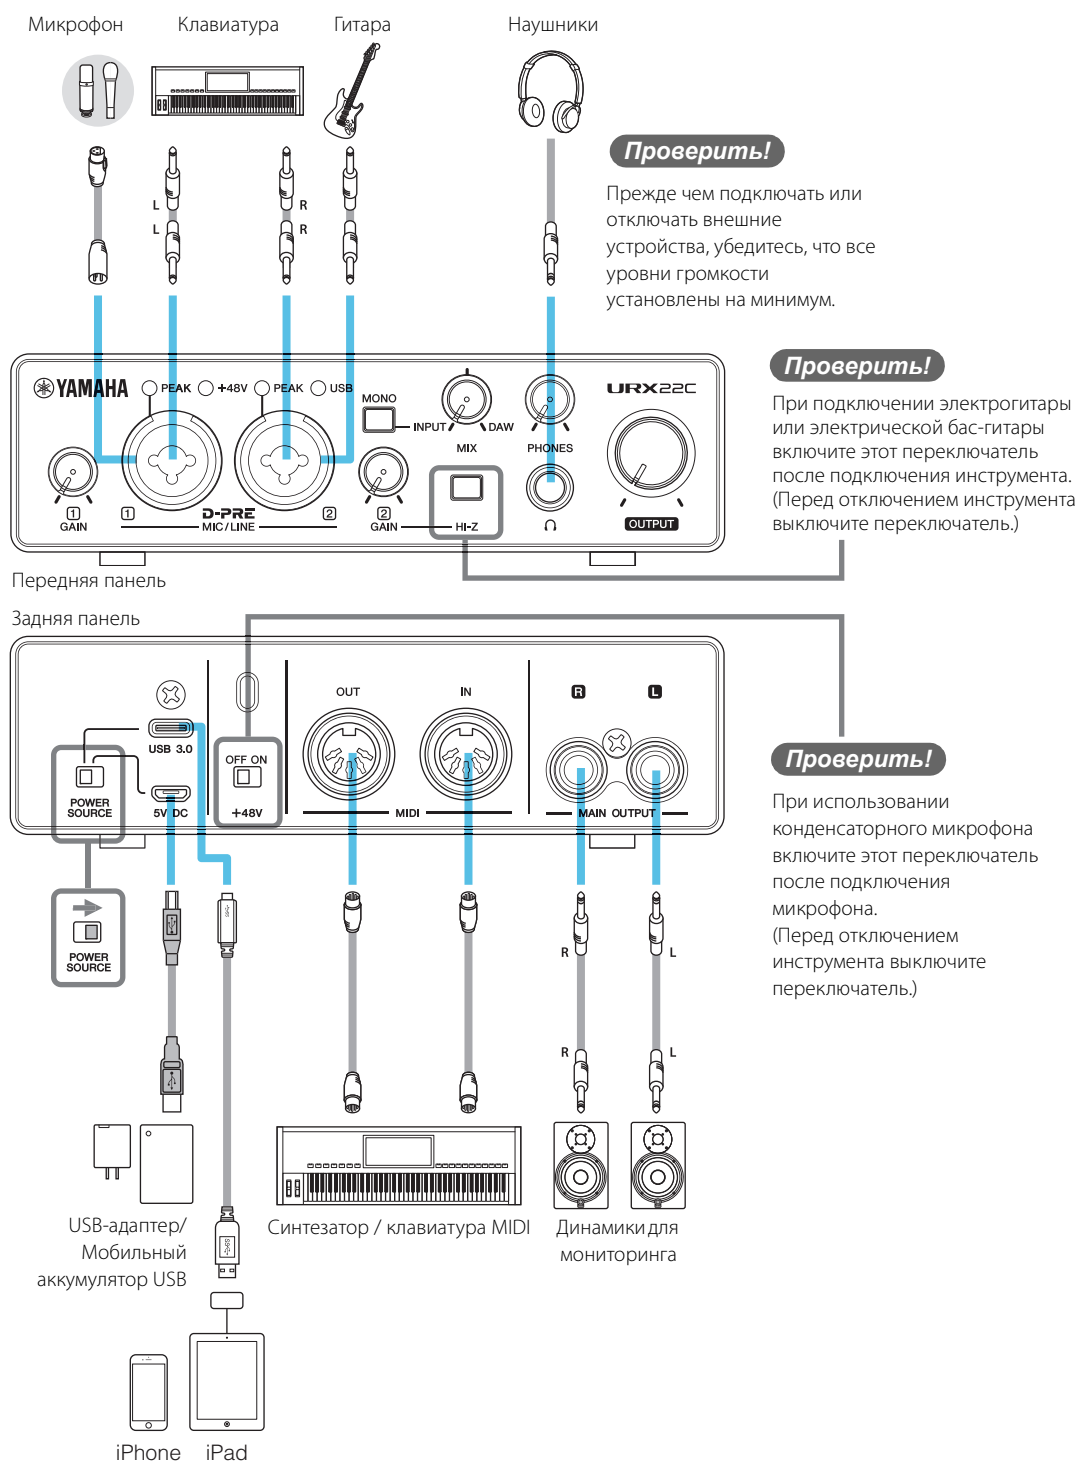 Микрофон
Клавиатура
Гитара
Наушники
L
L
R
R
Проверить!
Прежде чем подключать или
отключать внешние
устройства, убедитесь, что все
уровни громкости
установлены на минимум.
YAMAHA
PEAK
+48V
PEAK
USB
MONO
INPUT
DAW
MIX
PHONES
URX22C
1
GAIN
1
D-PRE
MIC/LINE
2
2
GAIN
HI-Z
OUTPUT
Проверить!
При подключении электрогитары
или электрической бас-гитары
включите этот переключатель
после подключения инструмента.
(Перед отключением инструмента
выключите переключатель.)
Передняя панель
Задняя панель
USB 3.0
POWER
SOURCE
5V DC
OFF ON
+48V
OUT
IN
MIDI
R
L
MAIN OUTPUT
Проверить!
При использовании
конденсаторного микрофона
включите этот переключатель
после подключения
микрофона.
(Перед отключением
инструмента выключите
переключатель.)
POWER
SOURCE
R
L
R
L
USB-адаптер/
Мобильный
аккумулятор USB
Синтезатор / клавиатура MIDI
Динамики для
мониторинга
iPhone
iPad